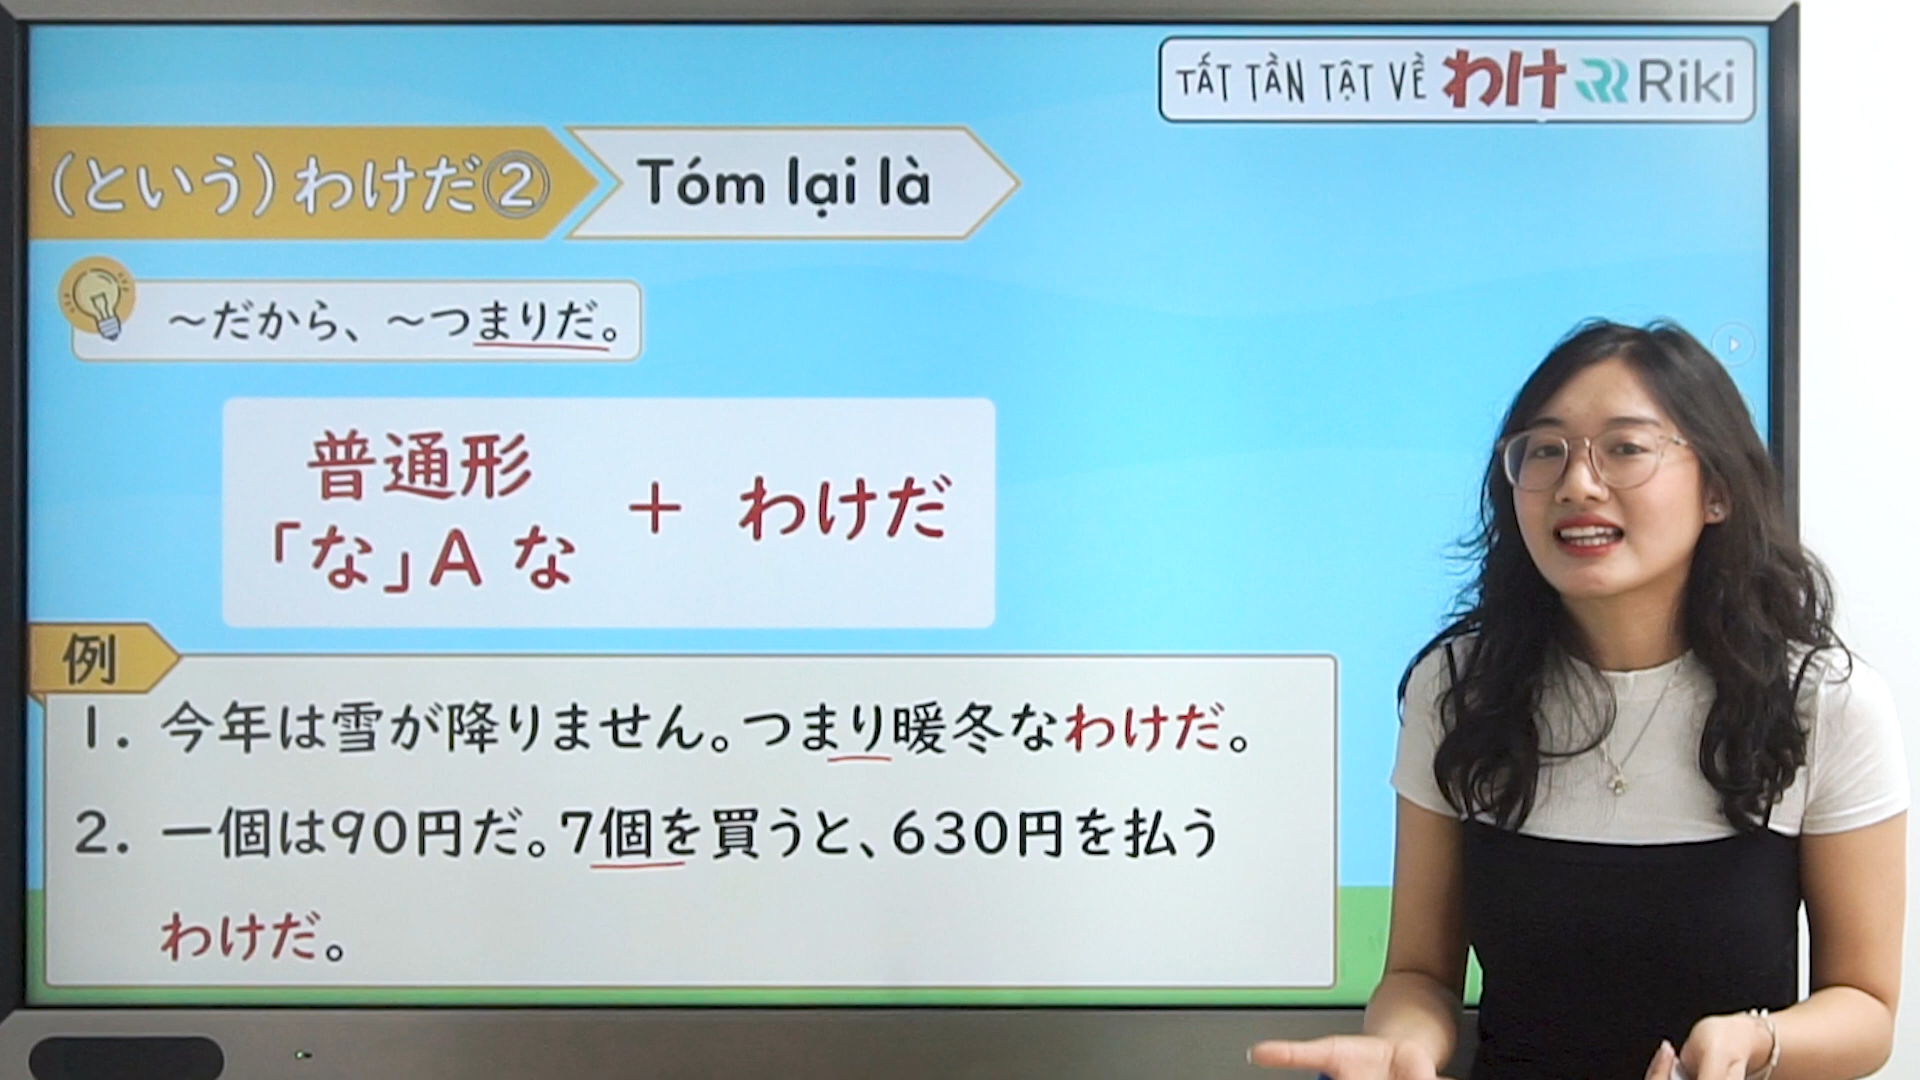 TẤT TẦN TẬT VỀ わけ Riki
(という)わけだ② Tóm lại là
～だから、～つまりだ。
普通形
「な」A な
+ わけだ
例
1. 今年は雪が降りません。つまり暖冬なわけだ。
2. 一個は90円だ。7個を買うと、630円を払う
わけだ。